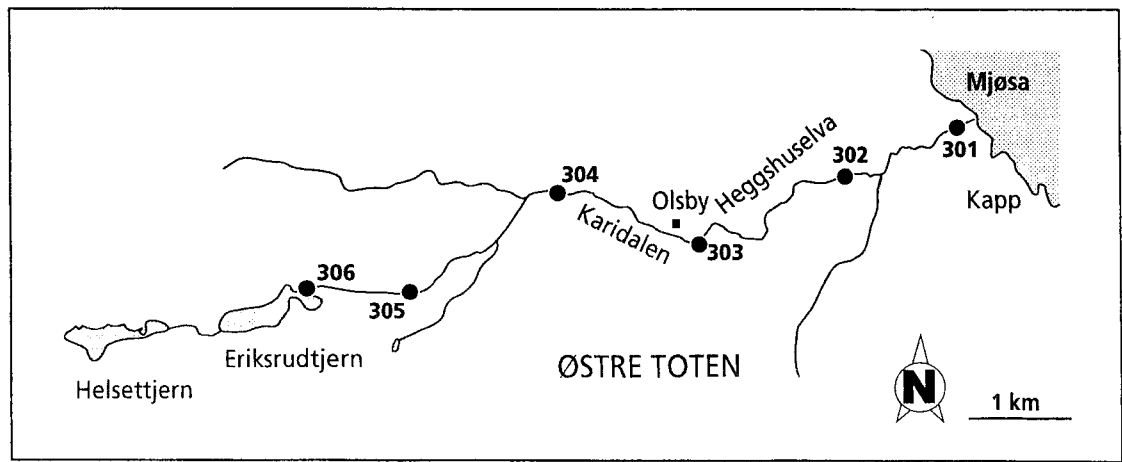 Mjøsa
301
Kapp
302
Heggshuselva
Olsby
303
304
Karidalen
306
305
Eriksrudtjern
Helsettjern
ØSTRE TOTEN
N
1 km